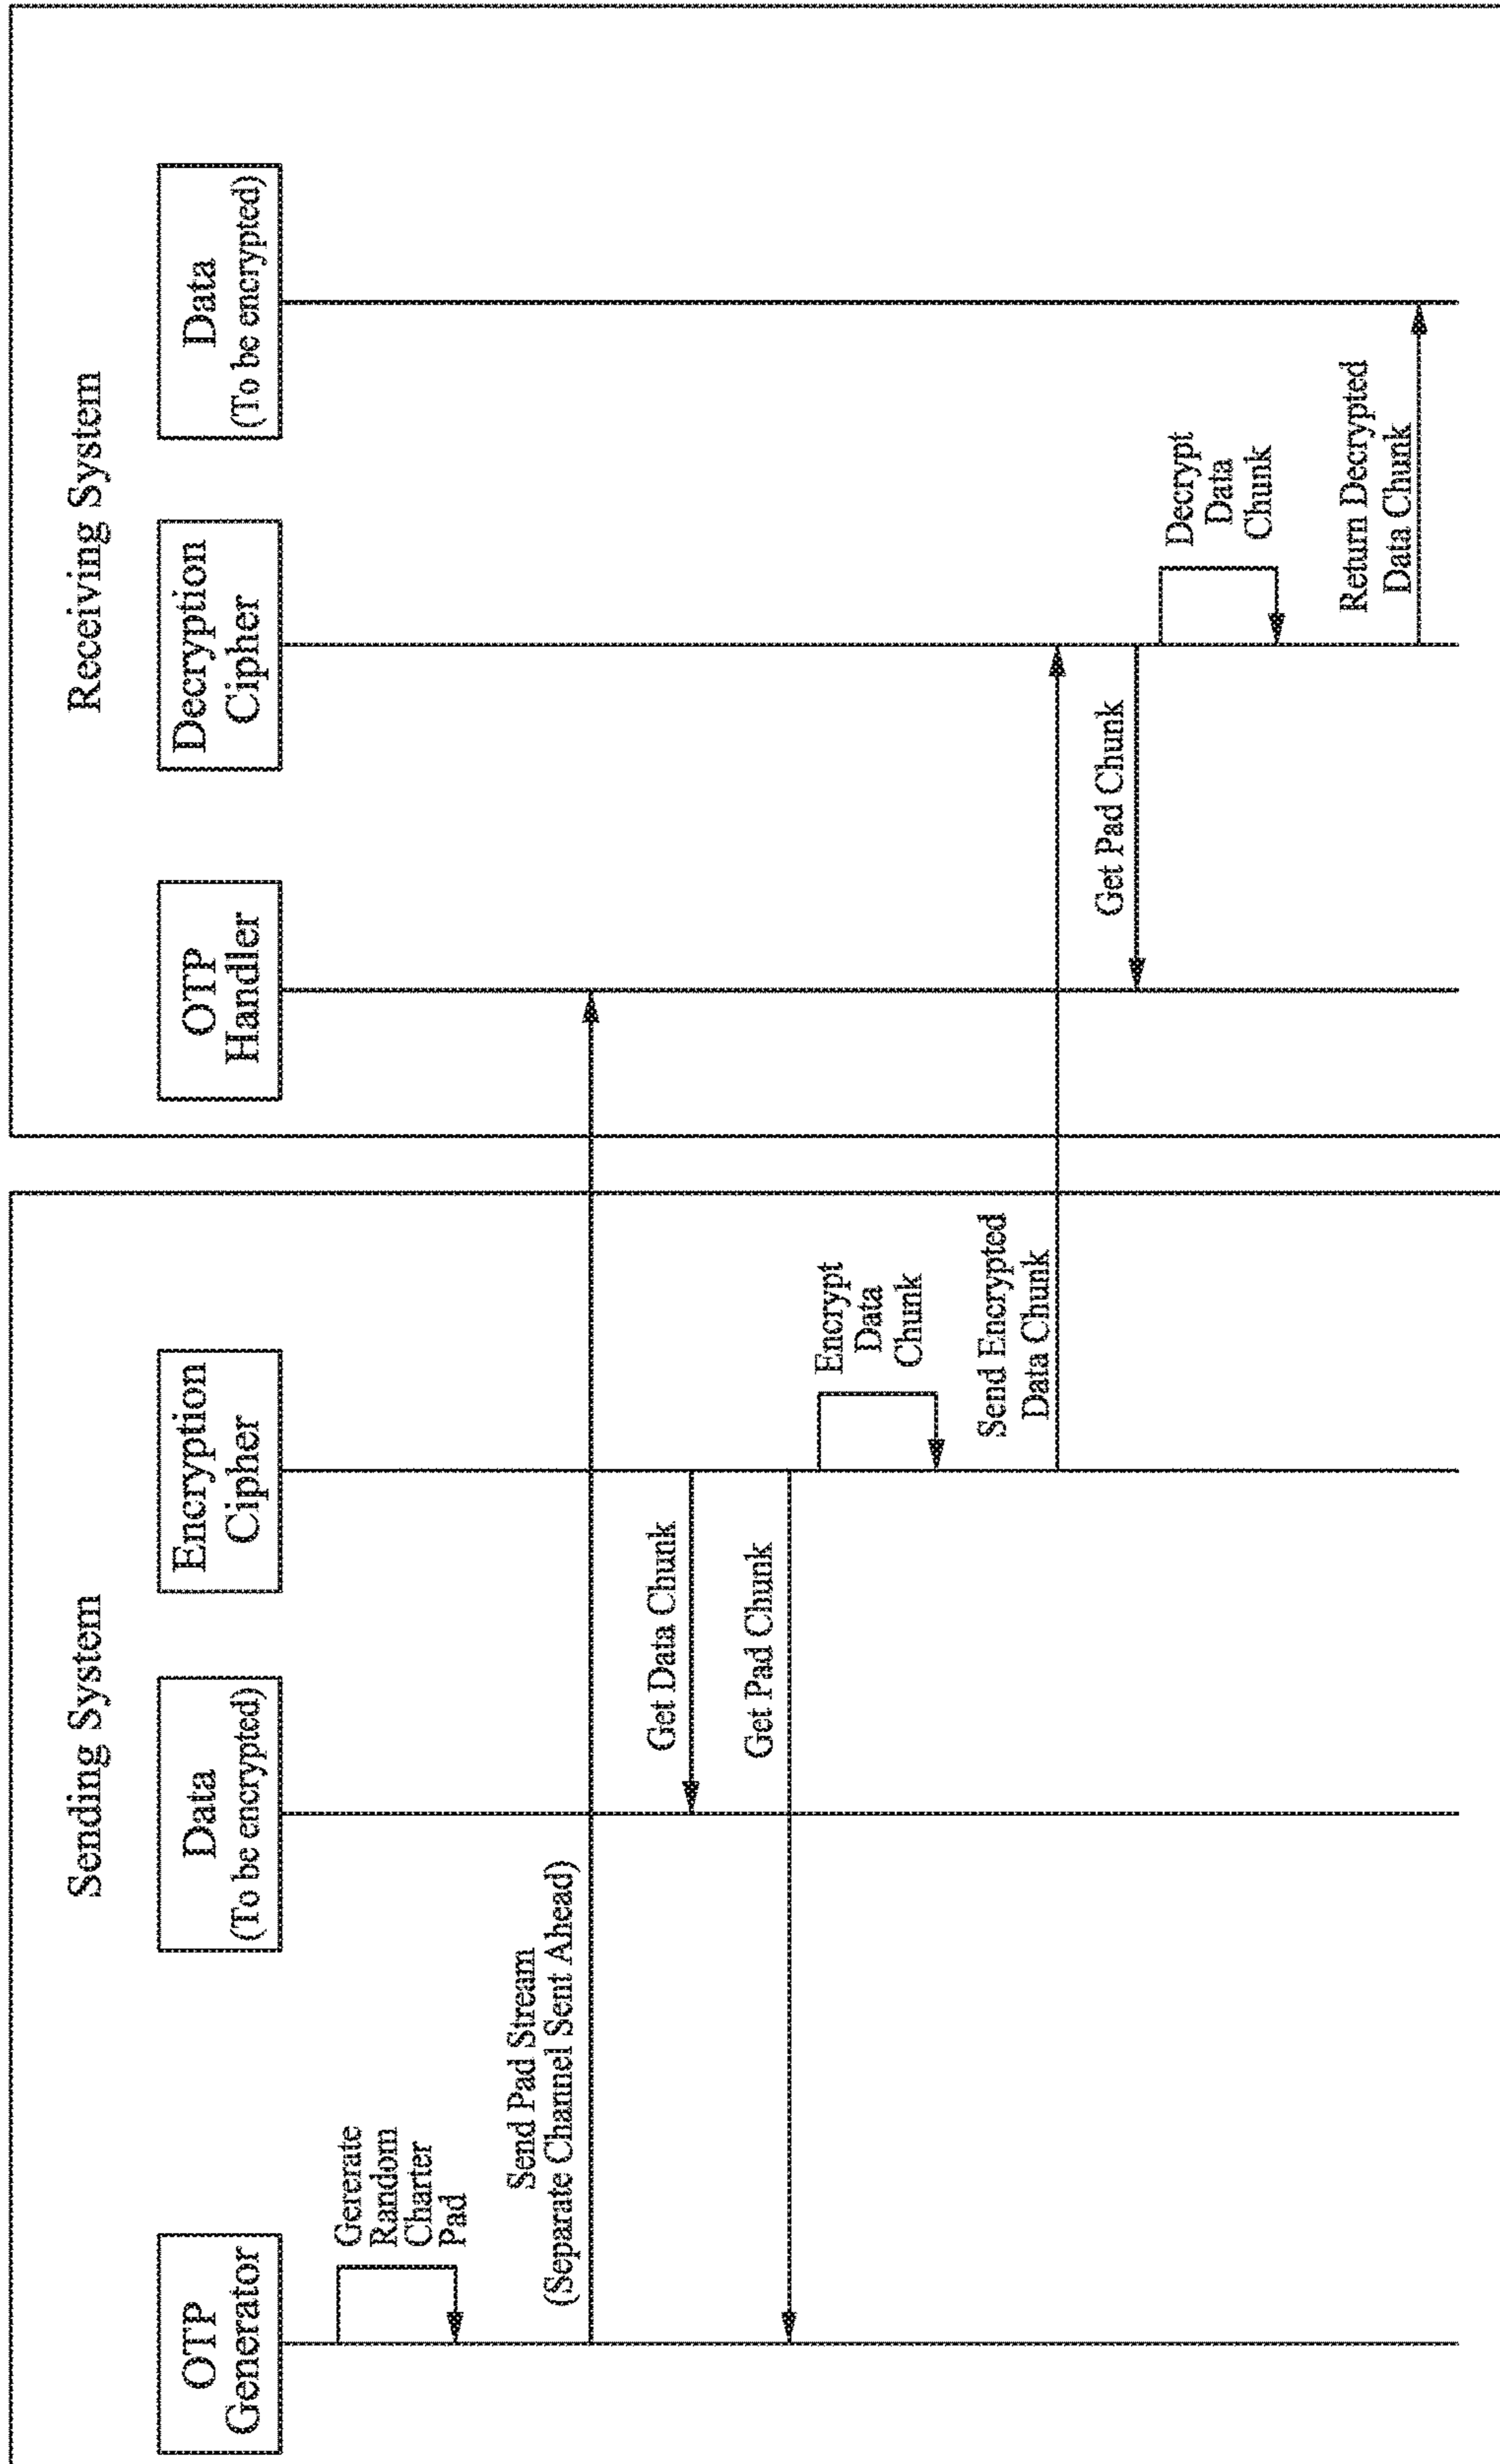 Sending System
OTP
Generator
Data
(To be encrypted)
Encryption
Cipher
Gererate
Random
Charter
Pad
Send Pad Stream
(Separate Channel Sent Ahead)
Get Data Chunk
Get Pad Chunk
Encrypt
Data
Chunk
Send Encrypted
Data Chunk
Receiving System
OTP
Handler
Decryption
Cipher
Data
(To be encrypted)
Get Pad Chunk
Decrypt
Data
Chunk
Return Decrypted
Data Chunk